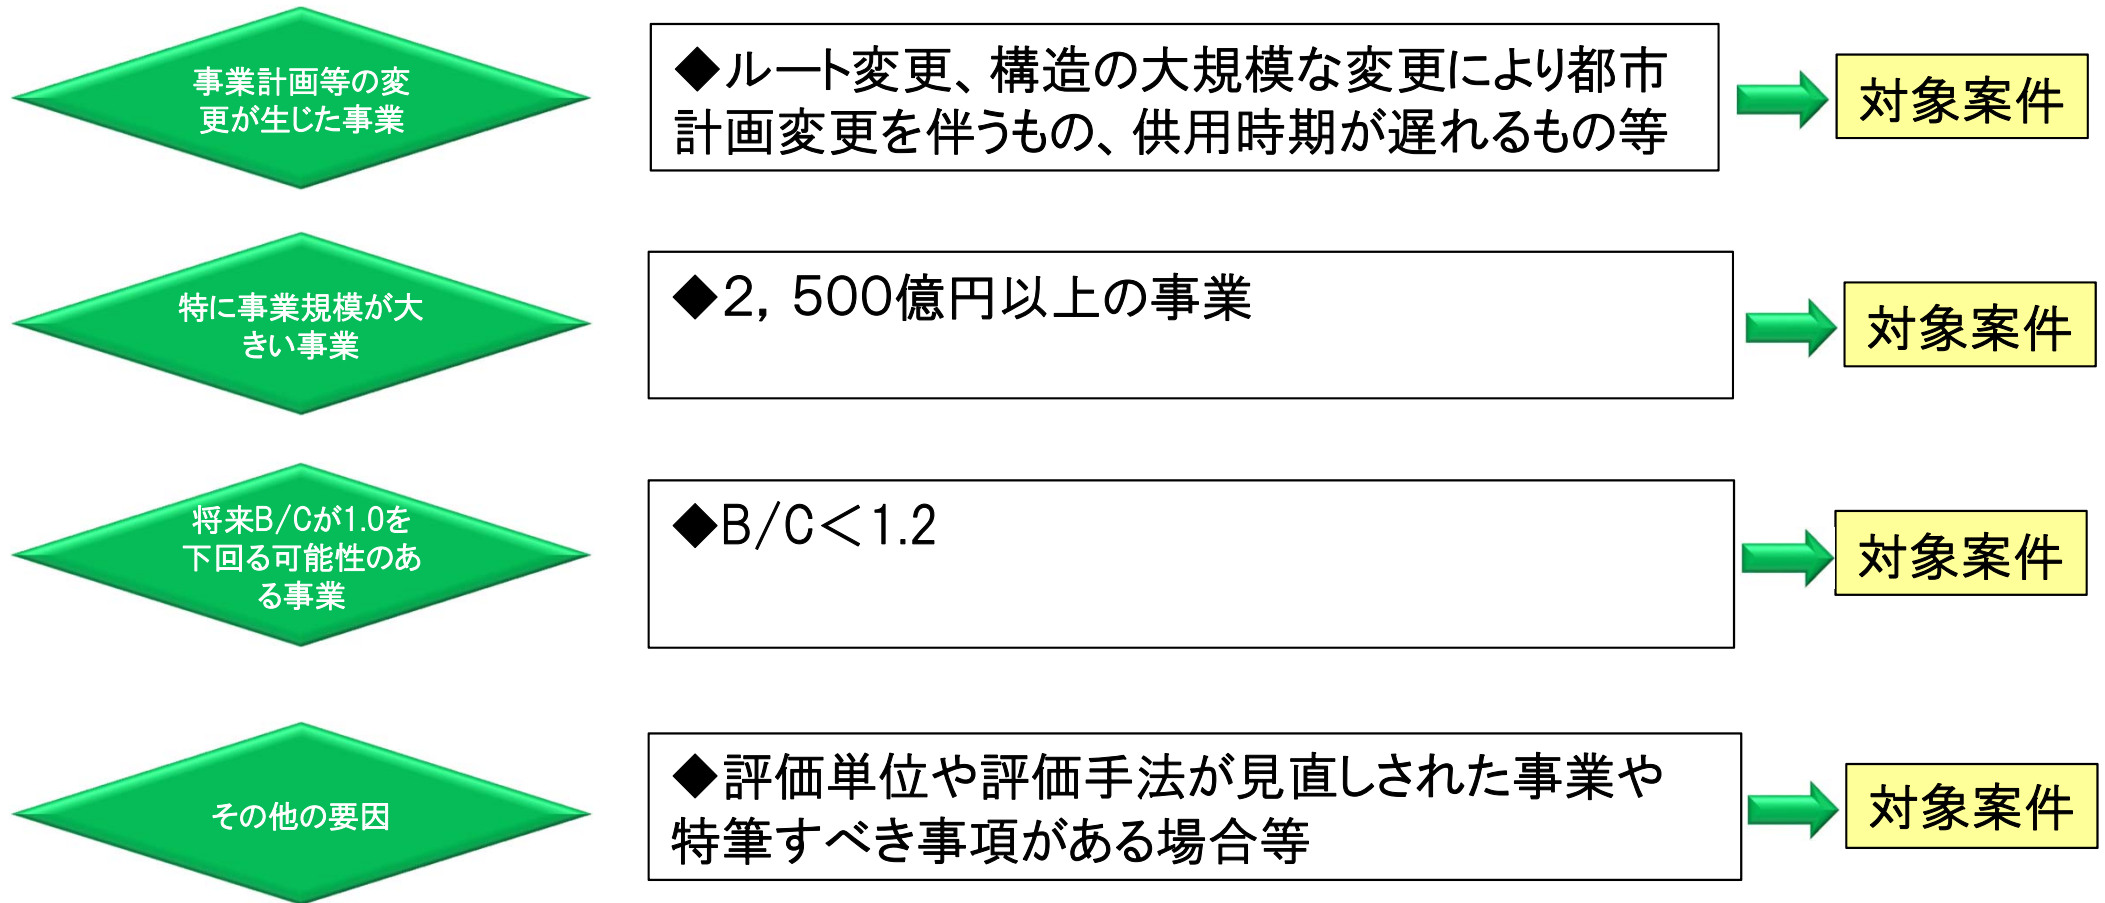 事業計画等の変
更が生じた事業
◆ルート変更、構造の大規模な変更により都市
計画変更を伴うもの、供用時期が遅れるもの等
対象案件
特に事業規模が大
きい事業
◆2，500億円以上の事業
対象案件
将来B/Cが1.0を
下回る可能性のあ
る事業
◆B/C＜1.2
対象案件
その他の要因
◆評価単位や評価手法が見直しされた事業や
特筆すべき事項がある場合等
対象案件